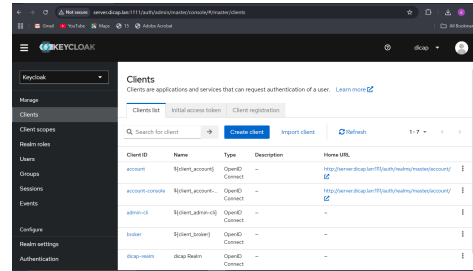 Not secure server.dicap.lan:1111/auth/admin/master/console/#/master/clients
Gmail YouTube Maps 15 Adobe Acrobat All Bookmar
KEYCLOAK dicap
Keycloak
Manage
Clients
Client scopes
Realm roles
Users
Groups
Sessions
Events
Configure
Realm settings
Authentication
Clients
Clients are applications and services that can request authentication of a user. Learn more
Clients list Initial access token Client registration
Search for client Create client Import client Refresh 1-7
Client ID Name Type Description Home URL
account ${client_account} OpenID Connect – http://server.dicap.lan:1111/auth/realms/master/account/
account-console ${client_account-... OpenID Connect – http://server.dicap.lan:1111/auth/realms/master/account/
admin-cli ${client_admin-cli} OpenID Connect – –
broker ${client_broker} OpenID Connect – –
dicap-realm dicap Realm OpenID Connect – –